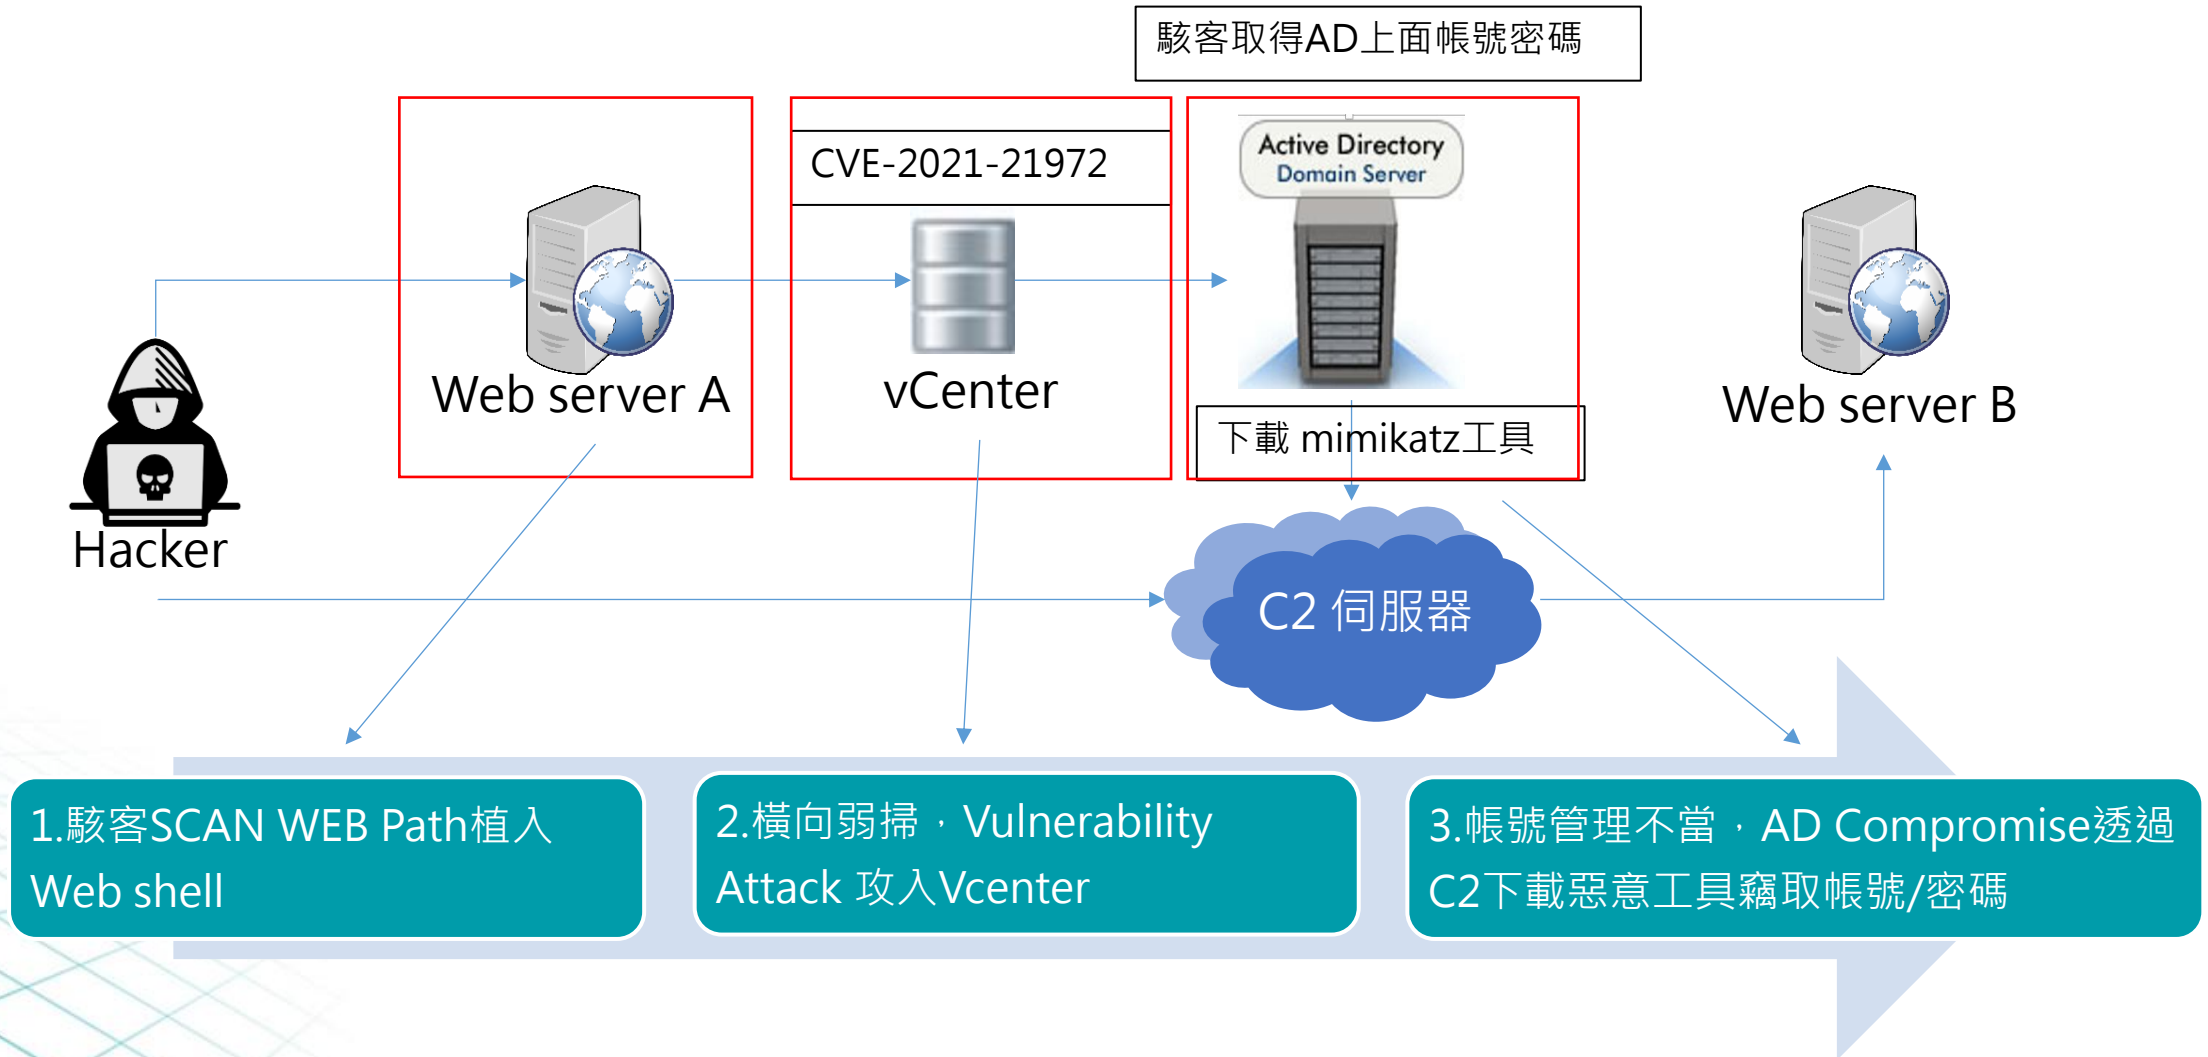 駭客取得AD上面帳號密碼
CVE-2021-21972
Active Directory
Domain Server
Web server A
vCenter
下載 mimikatz工具
Web server B
Hacker
C2 伺服器
1.駭客SCAN WEB Path植入
Web shell
2.橫向弱掃，Vulnerability
Attack 攻入Vcenter
3.帳號管理不當，AD Compromise透過
C2下載惡意工具竊取帳號/密碼